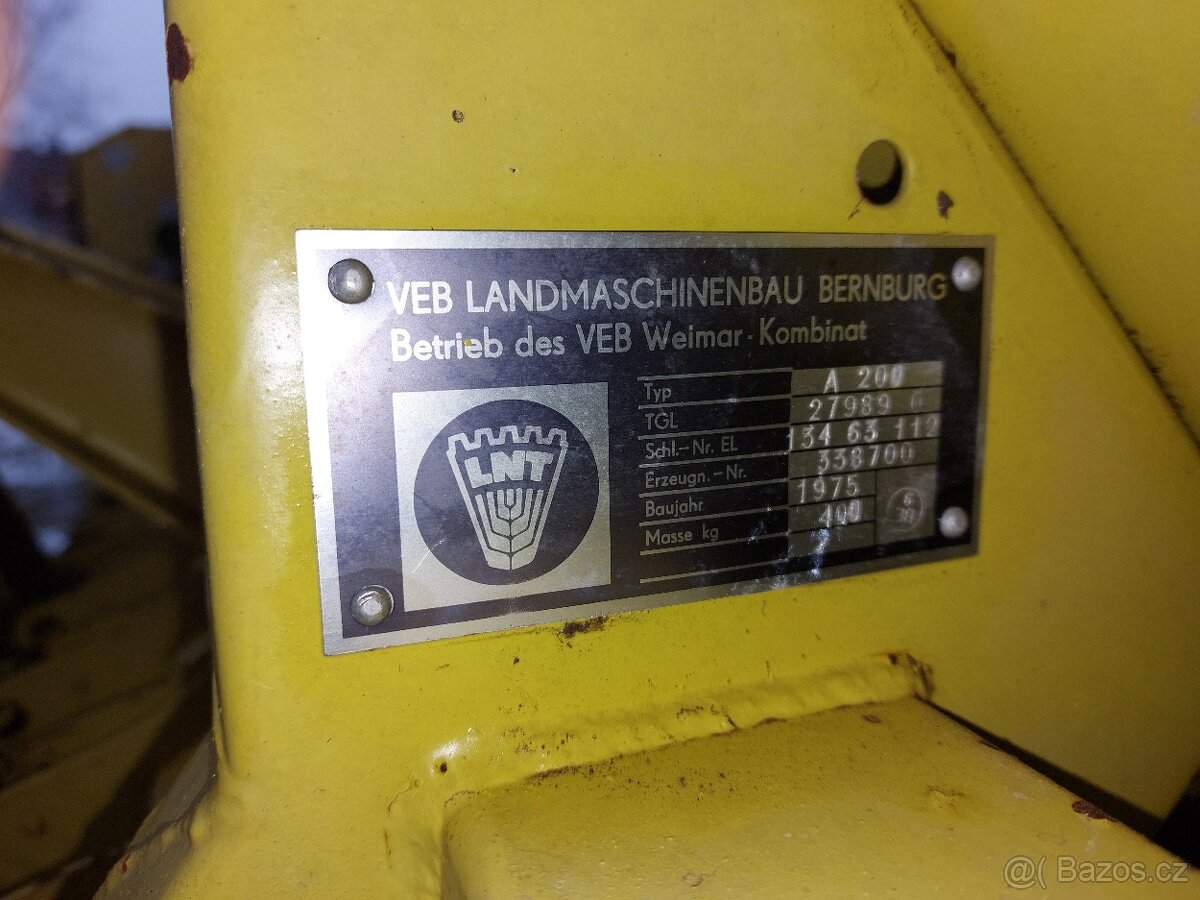 VEB LANDMASCHINENBAU BERNBURG
Betrieb des VEB Weimar-Kombinat
LNT
Typ A 200
TGL 27989 0
Schl.-Nr. EL 134 63 112
Erzeugn.-Nr. 338700
Baujahr 1975
Masse kg 400
Bazos.cz